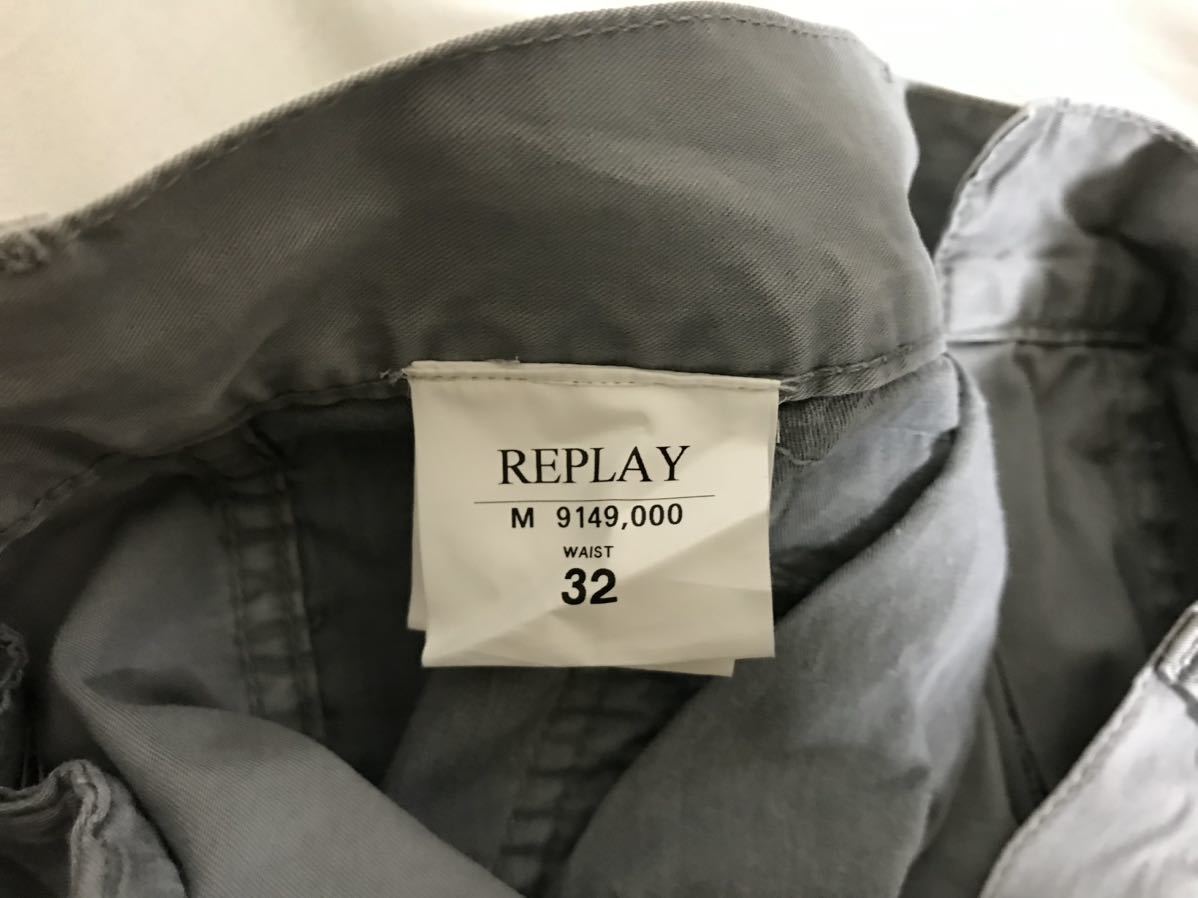 REPLAY
M 9149,000
WAIST
32